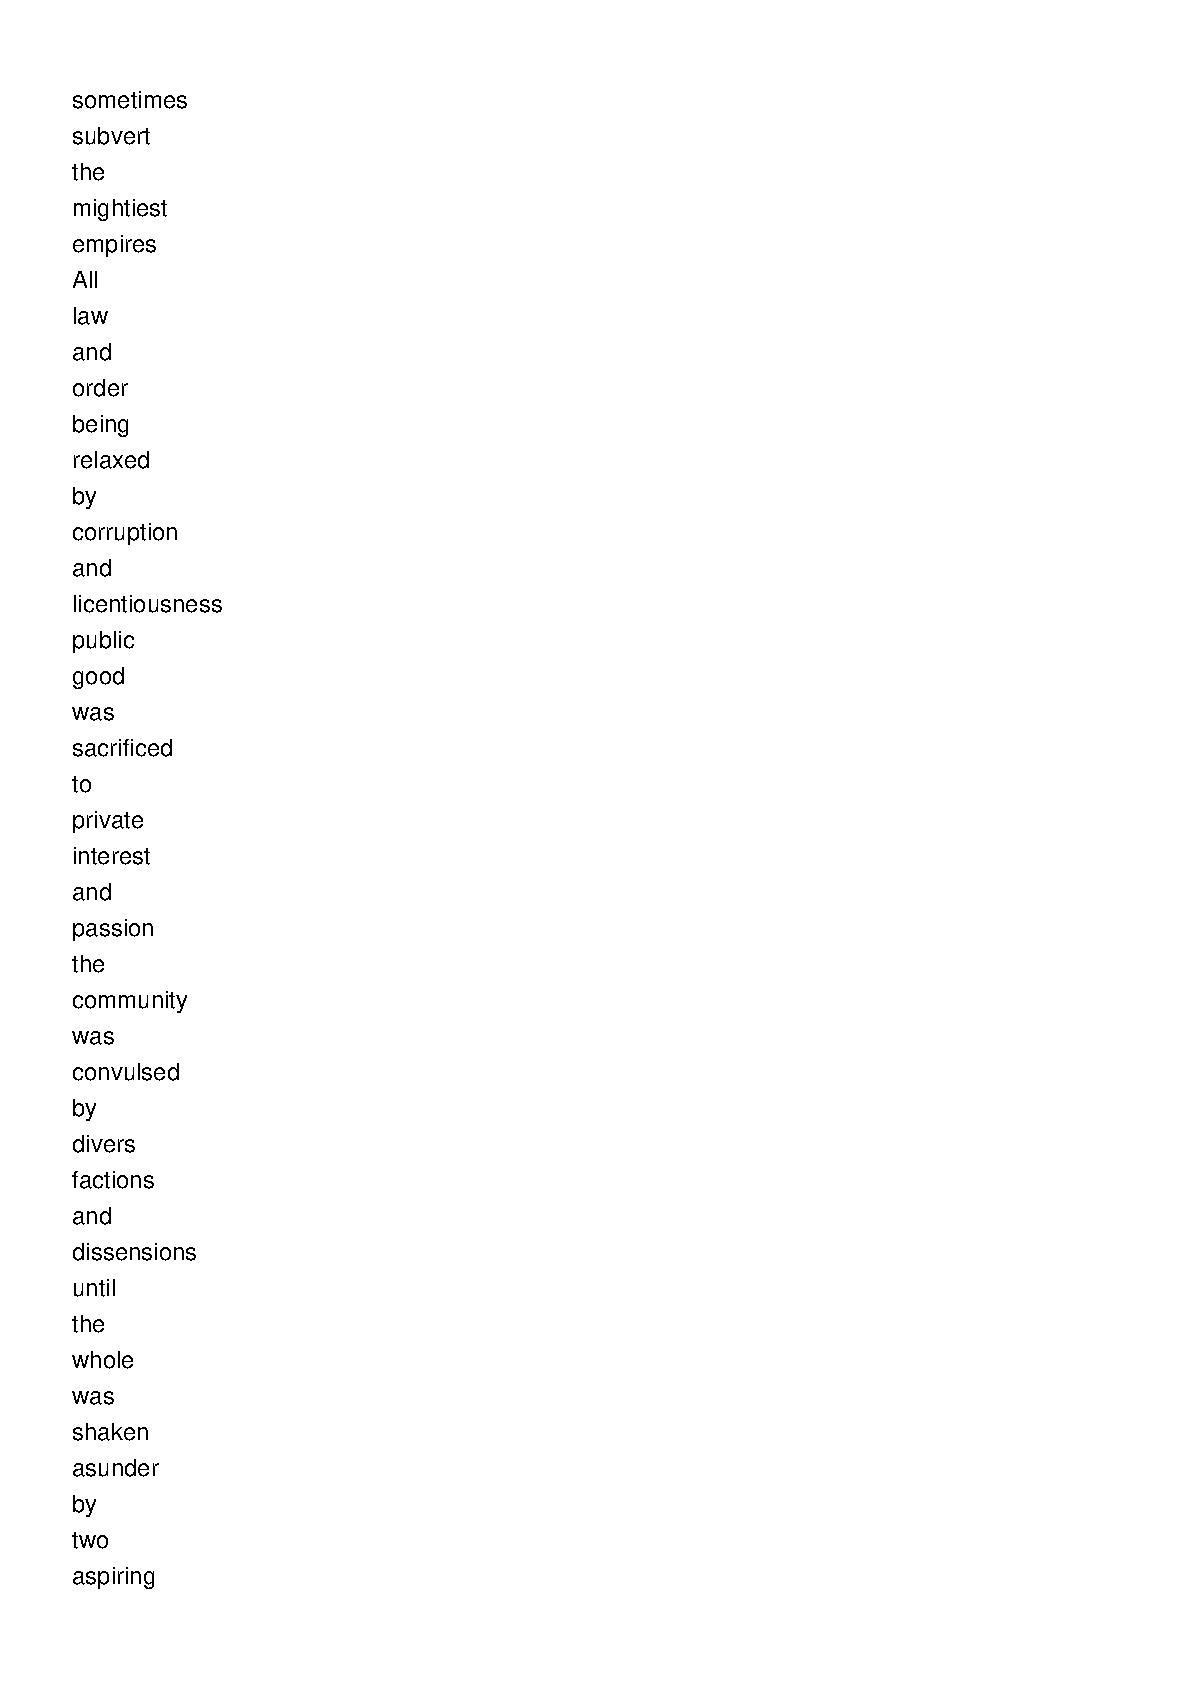 sometimes
subvert
the
mightiest
empires
All
law
and
order
being
relaxed
by
corruption
and
licentiousness
public
good
was
sacrificed
to
private
interest
and
passion
the
community
was
convulsed
by
divers
factions
and
dissensions
until
the
whole
was
shaken
asunder
by
two
aspiring